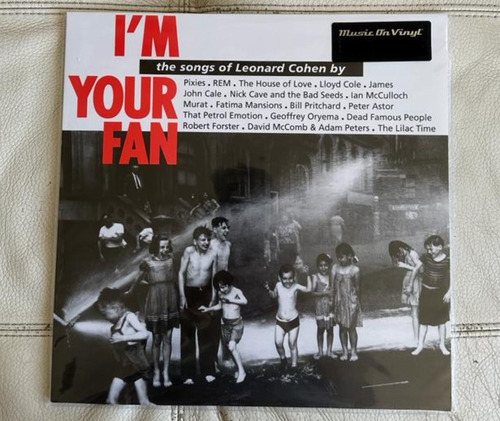 I'M
YOUR
FAN
the songs of Leonard Cohen by
Pixies . REM . The House of Love . Lloyd Cole . James
John Cale . Nick Cave and the Bad Seeds . Ian McCulloch
Murat . Fatima Mansions . Bill Pritchard . Peter Astor
That Petrol Emotion . Geoffrey Oryema . Dead Famous People
Robert Forster . David McComb & Adam Peters . The Lilac Time
Music On Vinyl